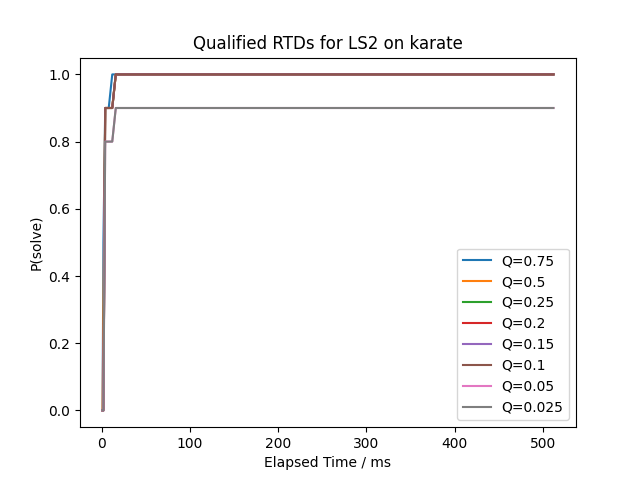 Qualified RTDs for LS2 on karate
P(solve)
1.0
0.8
0.6
0.4
0.2
0.0
0 100 200 300 400 500
Elapsed Time / ms
Q=0.75
Q=0.5
Q=0.25
Q=0.2
Q=0.15
Q=0.1
Q=0.05
Q=0.025